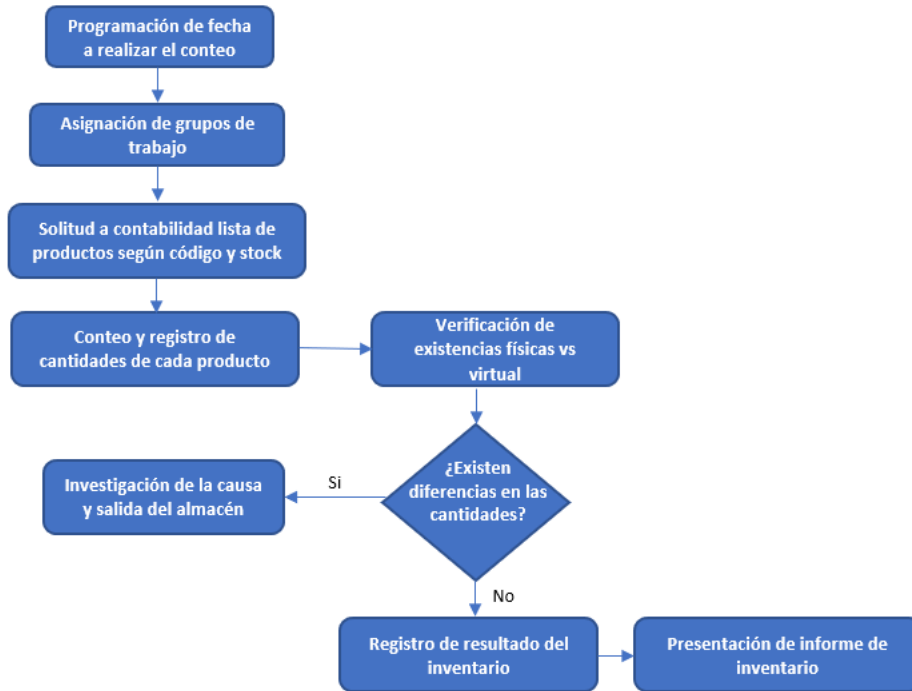 Programación de fecha
a realizar el conteo
Asignación de grupos de
trabajo
Solitud a contabilidad lista de
productos según código y stock
Conteo y registro de
cantidades de cada producto
Verificación de
existencias físicas vs
virtual
¿Existen
diferencias en las
cantidades?
Si
Investigación de la causa
y salida del almacén
No
Registro de resultado del
inventario
Presentación de informe de
inventario